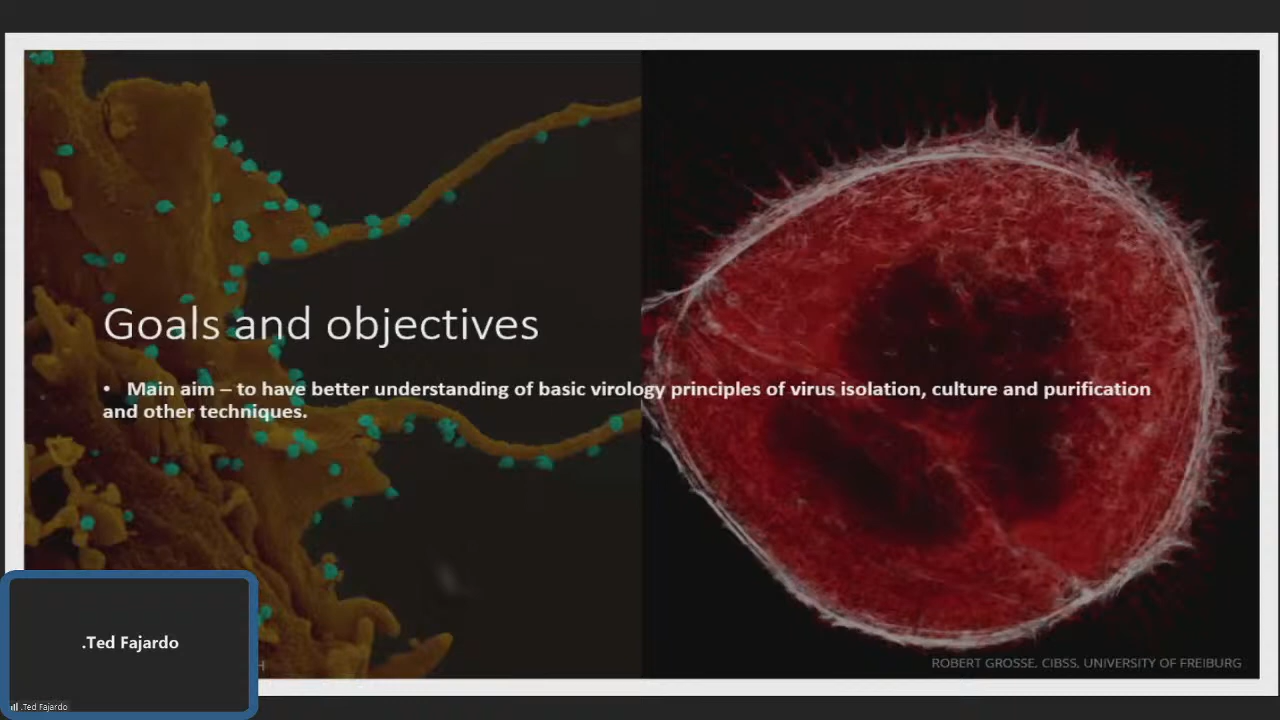 Goals and objectives
• Main aim – to have better understanding of basic virology principles of virus isolation, culture and purification
and other techniques.
.Ted Fajardo
.Ted Fajardo
ROBERT GROSSE, CIBSS, UNIVERSITY OF FREIBURG